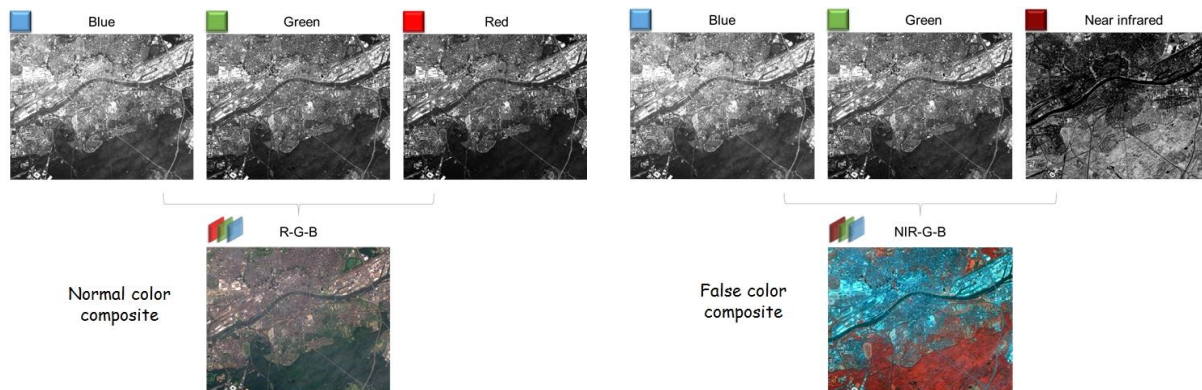 Blue
Green
Red
R-G-B
Normal color
composite
Blue
Green
Near infrared
NIR-G-B
False color
composite